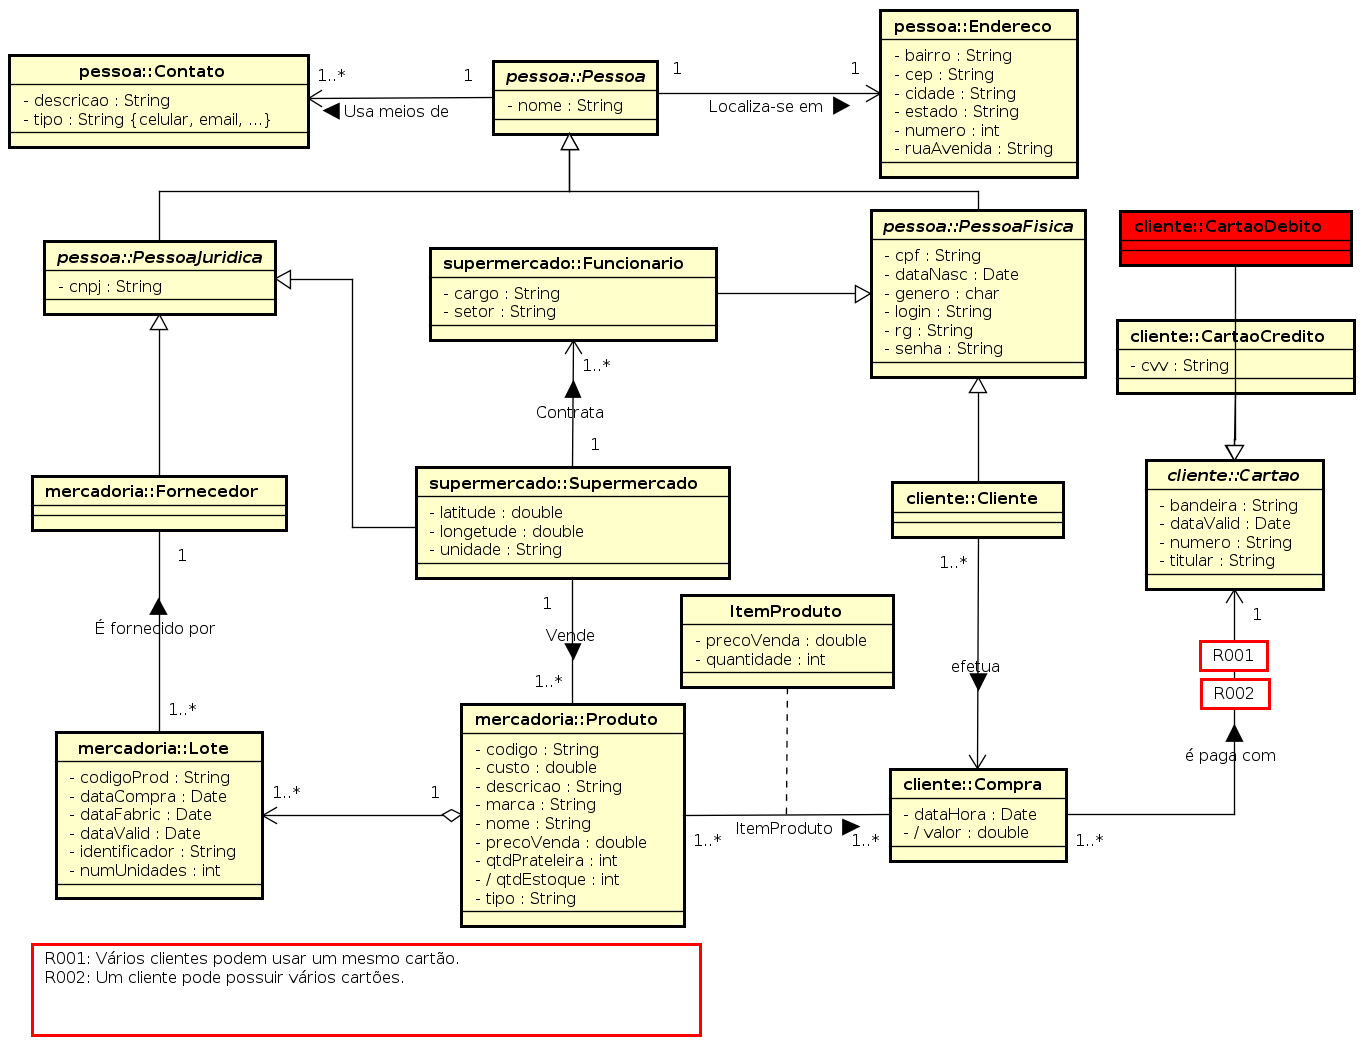 pessoa::Contato
- descricao : String
- tipo : String {celular, email, ...}
1..*
1
Usa meios de
pessoa::Pessoa
- nome : String
1
1
Localiza-se em
pessoa::Endereco
- bairro : String
- cep : String
- cidade : String
- estado : String
- numero : int
- ruaAvenida : String
pessoa::PessoaJuridica
- cnpj : String
supermercado::Funcionario
- cargo : String
- setor : String
pessoa::PessoaFisica
- cpf : String
- dataNasc : Date
- genero : char
- login : String
- rg : String
- senha : String
cliente::CartaoDebito
cliente::CartaoCredito
- cvv : String
1..*
Contrata
1
mercadoria::Fornecedor
supermercado::Supermercado
- latitude : double
- longetude : double
- unidade : String
cliente::Cliente
cliente::Cartao
- bandeira : String
- dataValid : Date
- numero : String
- titular : String
1
É fornecido por
1..*
1
Vende
1..*
ItemProduto
- precoVenda : double
- quantidade : int
1..*
efetua
1
R001
R002
é paga com
mercadoria::Lote
- codigoProd : String
- dataCompra : Date
- dataFabric : Date
- dataValid : Date
- identificador : String
- numUnidades : int
1..*
1
mercadoria::Produto
- codigo : String
- custo : double
- descricao : String
- marca : String
- nome : String
- precoVenda : double
- qtdPrateleira : int
- / qtdEstoque : int
- tipo : String
1..*
ItemProduto
1..*
cliente::Compra
- dataHora : Date
- / valor : double
1..*
R001: Vários clientes podem usar um mesmo cartão.
R002: Um cliente pode possuir vários cartões.